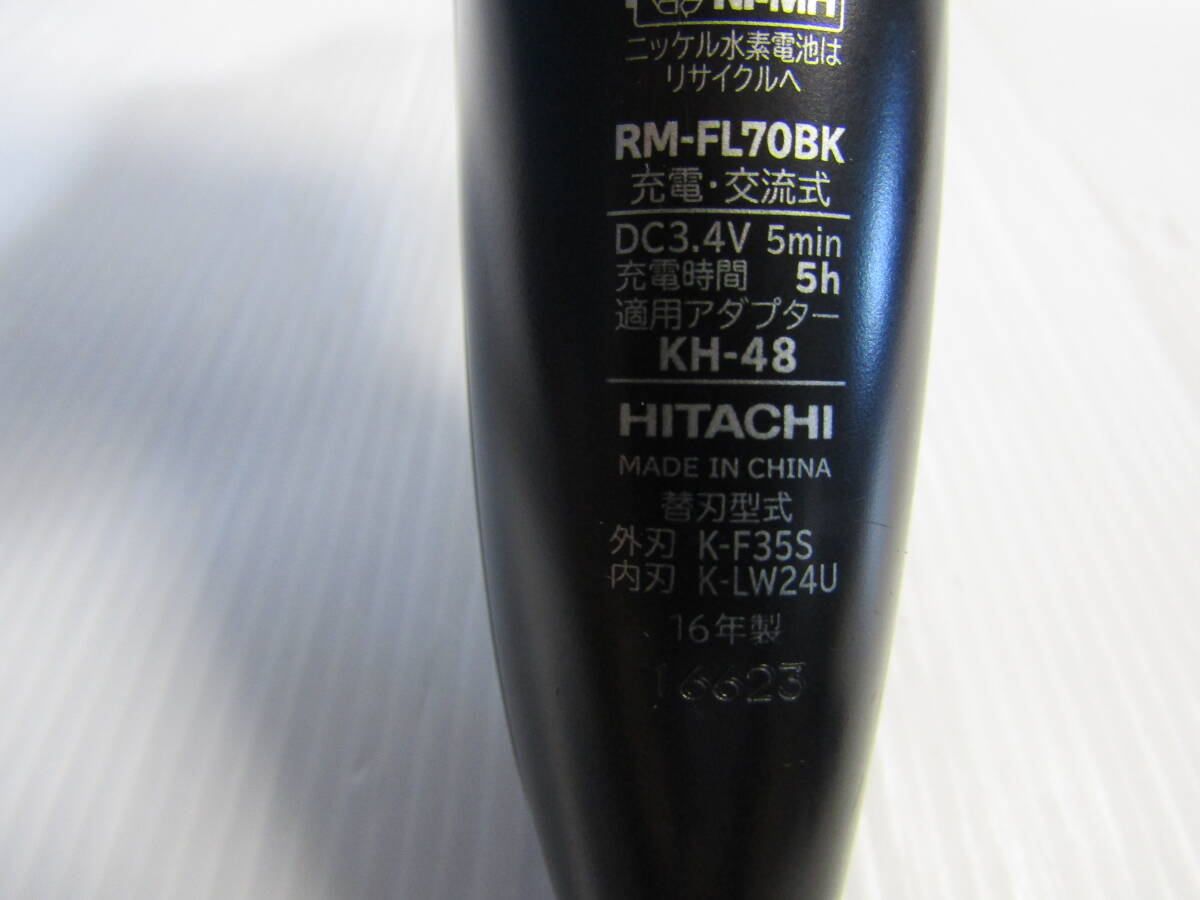 Ni-MH
ニッケル水素電池は
リサイクルへ
RM-FL70BK
充電・交流式
DC3.4V 5min
充電時間 5h
適用アダプター
KH-48
HITACHI
MADE IN CHINA
替刃型式
外刃 K-F35S
内刃 K-LW24U
16年製
16623